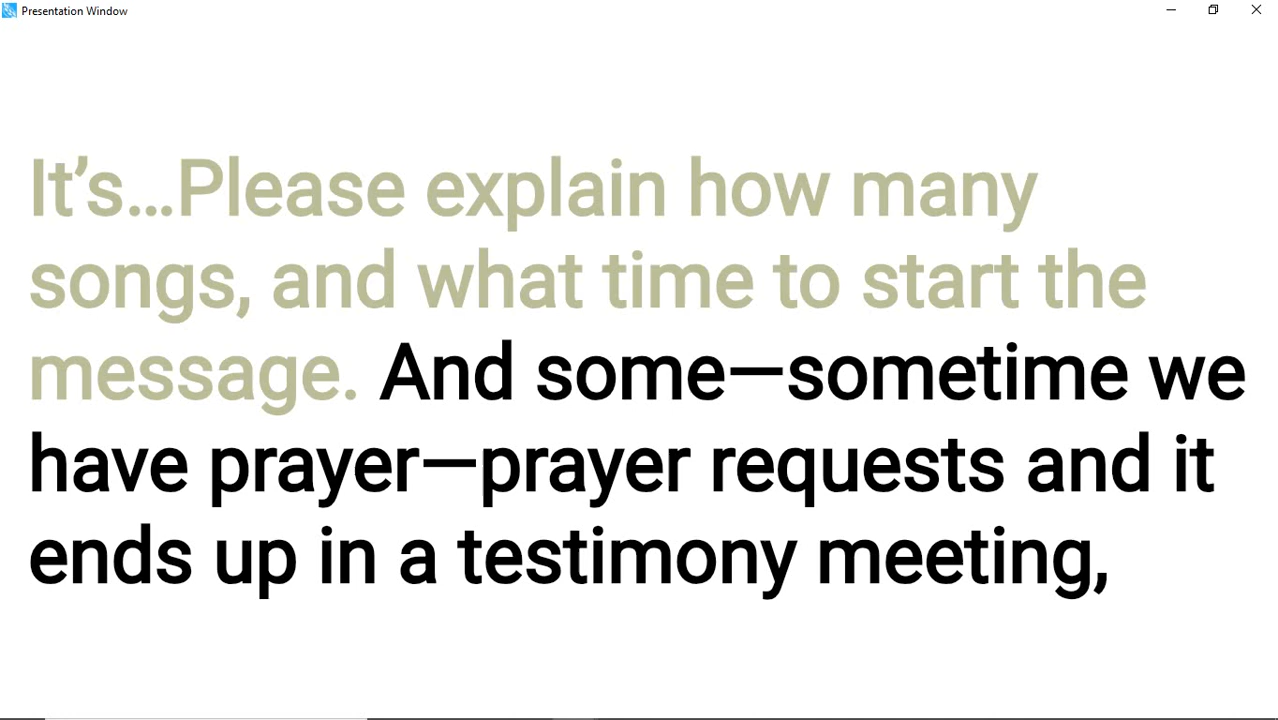 Presentation Window
It’s…Please explain how many
songs, and what time to start the
message. And some—sometime we
have prayer—prayer requests and it
ends up in a testimony meeting,